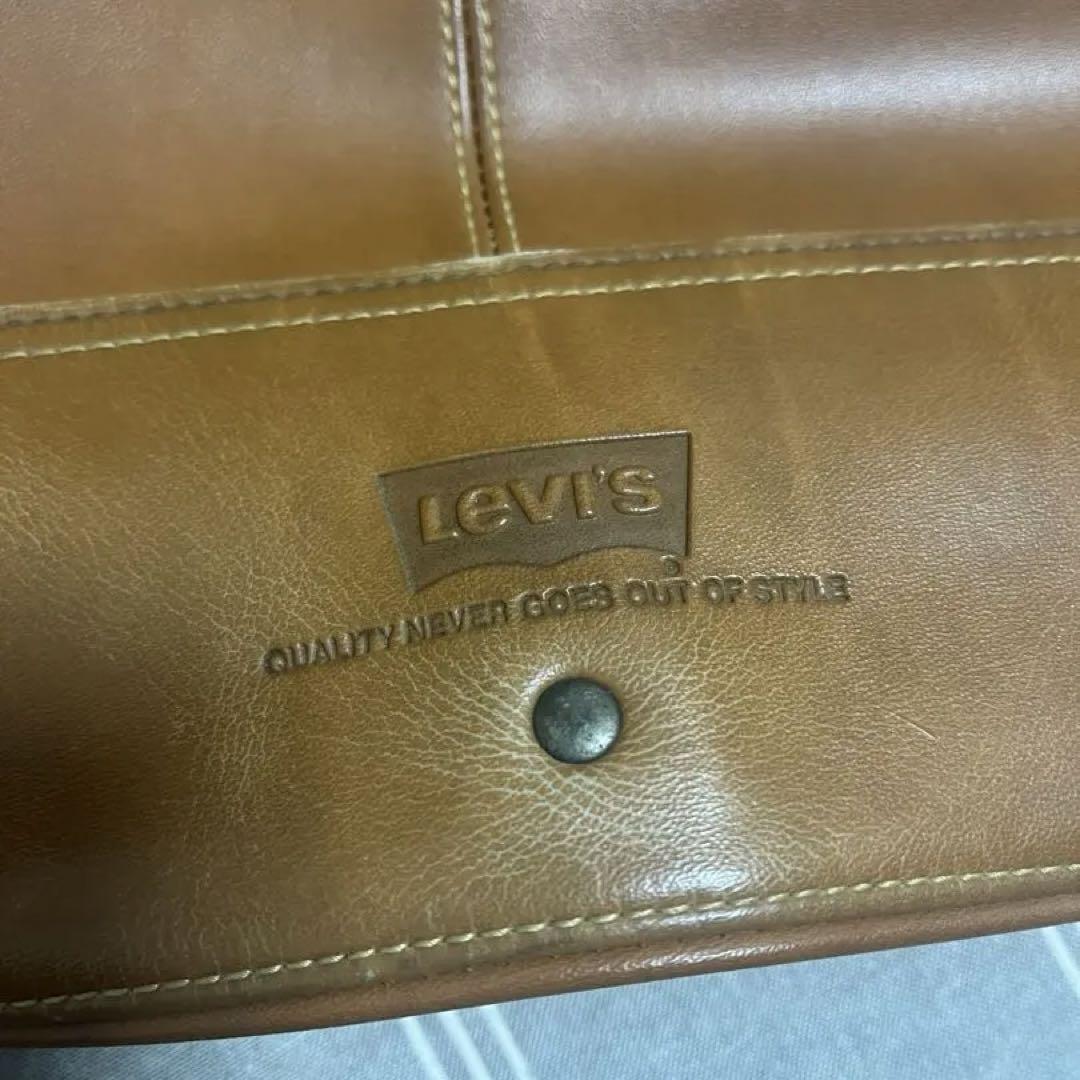 Levi's
®
QUALITY NEVER GOES OUT OF STYLE